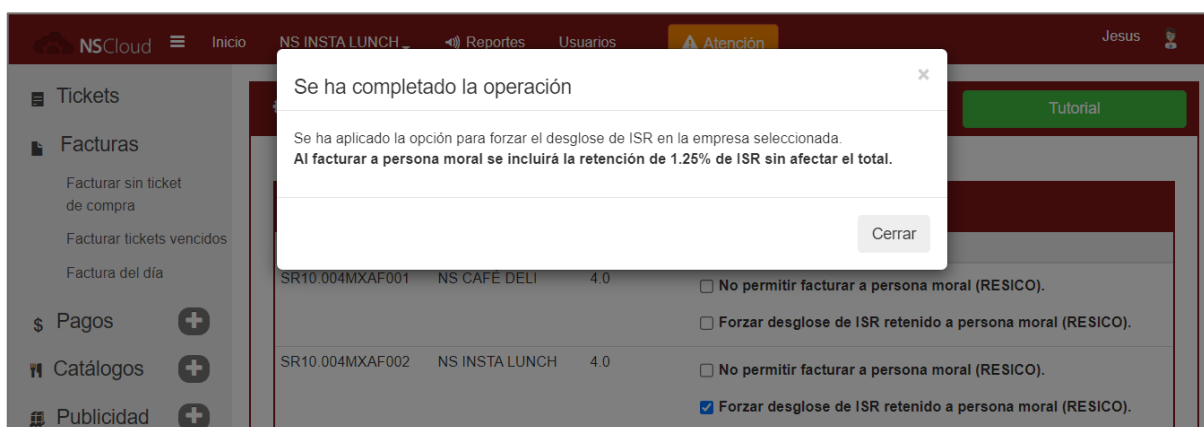 NSCloud Inicio NS INSTA LUNCH Reportes Usuarios Atención Jesus
Se ha completado la operación ×
Tickets
Tutorial
Se ha aplicado la opción para forzar el desglose de ISR en la empresa seleccionada.
Facturas
Al facturar a persona moral se incluirá la retención de 1.25% de ISR sin afectar el total.
Facturar sin ticket
de compra
Cerrar
Facturar tickets vencidos
Factura del día
SR10.004MXAF001 NS CAFÉ DELI 4.0
No permitir facturar a persona moral (RESICO).
Pagos
Forzar desglose de ISR retenido a persona moral (RESICO).
Catálogos
SR10.004MXAF002 NS INSTA LUNCH 4.0
No permitir facturar a persona moral (RESICO).
Publicidad
Forzar desglose de ISR retenido a persona moral (RESICO).